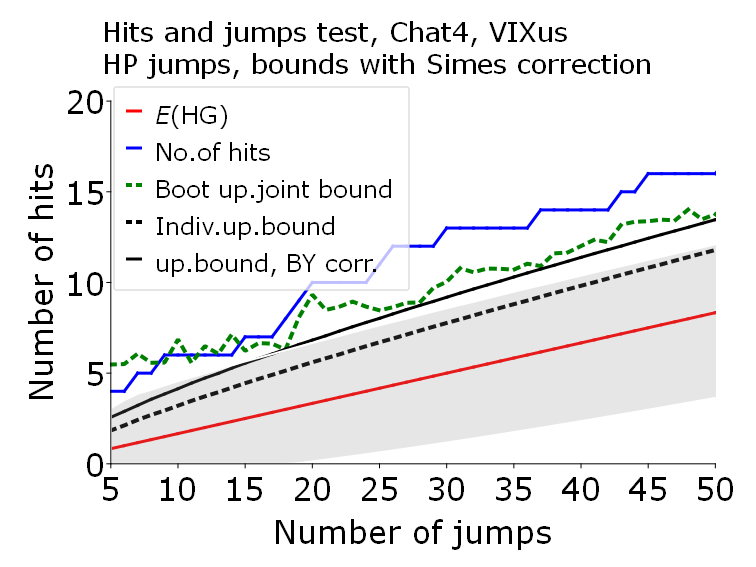 Hits and jumps test, Chat4, VIXus
HP jumps, bounds with Simes correction
E(HG)
No.of hits
Boot up.joint bound
Indiv.up.bound
up.bound, BY corr.
Number of hits
20
15
10
5
0
5 10 15 20 25 30 35 40 45 50
Number of jumps